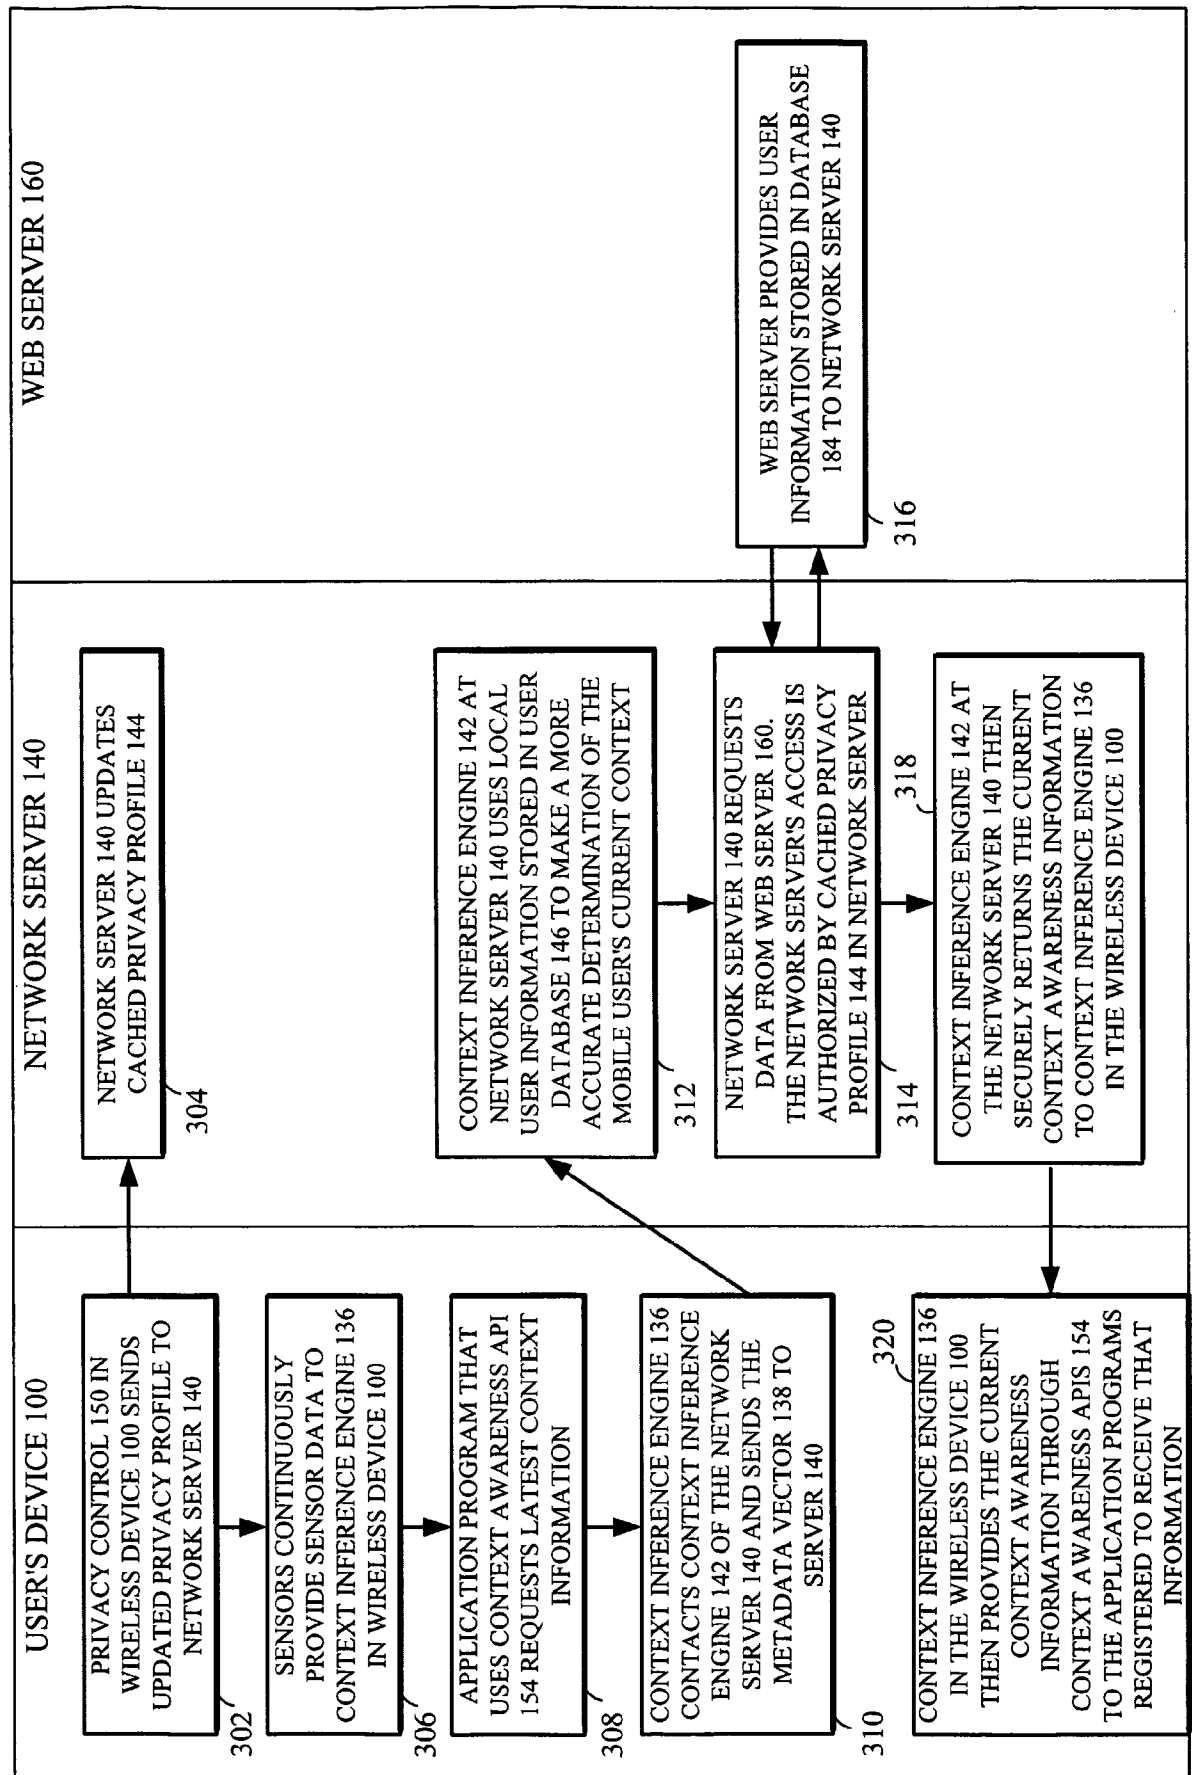 USER'S DEVICE 100
PRIVACY CONTROL 150 IN
WIRELESS DEVICE 100 SENDS
UPDATED PRIVACY PROFILE TO
NETWORK SERVER 140
302
SENSORS CONTINUOUSLY
PROVIDE SENSOR DATA TO
CONTEXT INFERENCE ENGINE 136
IN WIRELESS DEVICE 100
306
APPLICATION PROGRAM THAT
USES CONTEXT AWARENESS API
154 REQUESTS LATEST CONTEXT
INFORMATION
308
CONTEXT INFERENCE ENGINE 136
CONTACTS CONTEXT INFERENCE
ENGINE 142 OF THE NETWORK
SERVER 140 AND SENDS THE
METADATA VECTOR 138 TO
SERVER 140
310
CONTEXT INFERENCE ENGINE 136
IN THE WIRELESS DEVICE 100
THEN PROVIDES THE CURRENT
CONTEXT AWARENESS
INFORMATION THROUGH
CONTEXT AWARENESS APIS 154
TO THE APPLICATION PROGRAMS
REGISTERED TO RECEIVE THAT
INFORMATION
320
NETWORK SERVER 140
NETWORK SERVER 140 UPDATES
CACHED PRIVACY PROFILE 144
304
CONTEXT INFERENCE ENGINE 142 AT
NETWORK SERVER 140 USES LOCAL
USER INFORMATION STORED IN USER
DATABASE 146 TO MAKE A MORE
ACCURATE DETERMINATION OF THE
MOBILE USER'S CURRENT CONTEXT
312
NETWORK SERVER 140 REQUESTS
DATA FROM WEB SERVER 160.
THE NETWORK SERVER'S ACCESS IS
AUTHORIZED BY CACHED PRIVACY
PROFILE 144 IN NETWORK SERVER
314
318
CONTEXT INFERENCE ENGINE 142 AT
THE NETWORK SERVER 140 THEN
SECURELY RETURNS THE CURRENT
CONTEXT AWARENESS INFORMATION
TO CONTEXT INFERENCE ENGINE 136
IN THE WIRELESS DEVICE 100
WEB SERVER 160
WEB SERVER PROVIDES USER
INFORMATION STORED IN DATABASE
184 TO NETWORK SERVER 140
316